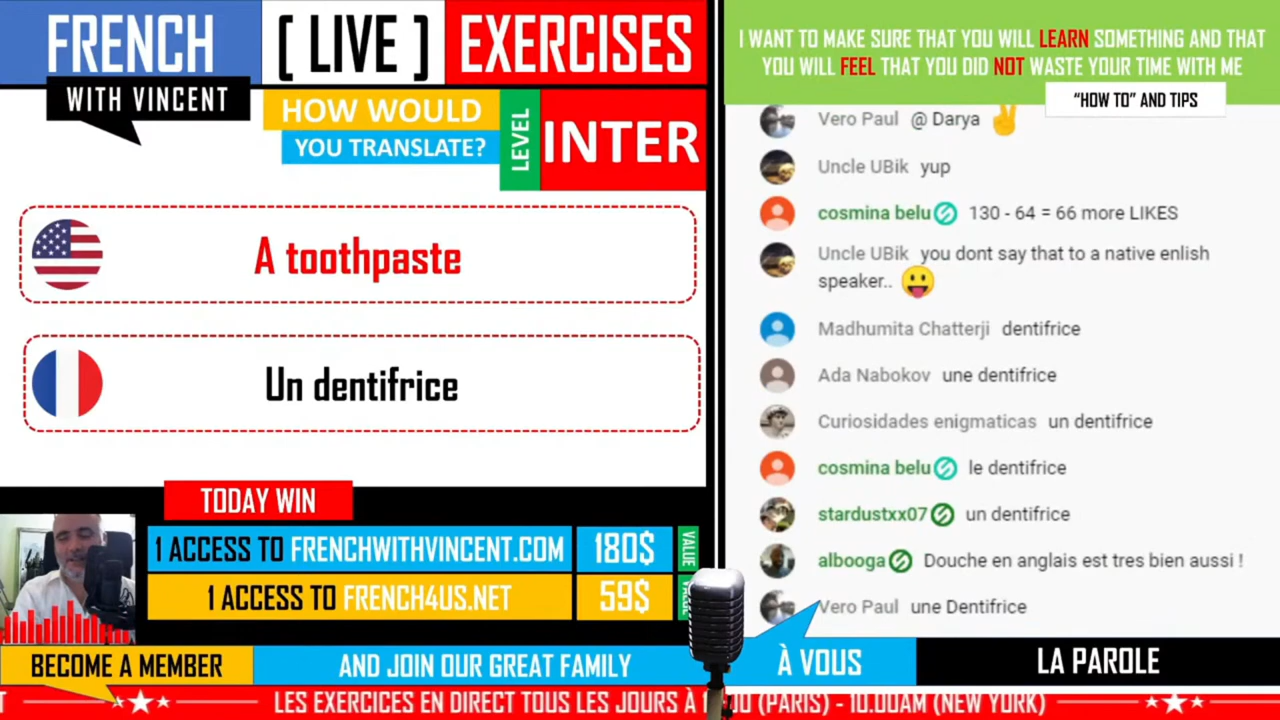 FRENCH
WITH VINCENT
[ LIVE ]
EXERCISES
HOW WOULD
YOU TRANSLATE?
LEVEL
INTER
A toothpaste
Un dentifrice
TODAY WIN
1 ACCESS TO FRENCHWITHVINCENT.COM
180$
VALUE
1 ACCESS TO FRENCH4US.NET
59$
I WANT TO MAKE SURE THAT YOU WILL LEARN SOMETHING AND THAT
YOU WILL FEEL THAT YOU DID NOT WASTE YOUR TIME WITH ME
“HOW TO” AND TIPS
Vero Paul @ Darya
Uncle UBik yup
cosmina belu 130 - 64 = 66 more LIKES
Uncle UBik you dont say that to a native enlish
speaker..
Madhumita Chatterji dentifrice
Ada Nabokov une dentifrice
Curiosidades enigmaticas un dentifrice
cosmina belu le dentifrice
stardustxx07 un dentifrice
albooga Douche en anglais est tres bien aussi !
Vero Paul une Dentifrice
BECOME A MEMBER
AND JOIN OUR GREAT FAMILY
À VOUS
LA PAROLE
LES EXERCICES EN DIRECT TOUS LES JOURS À (PARIS) - 10.00AM (NEW YORK)